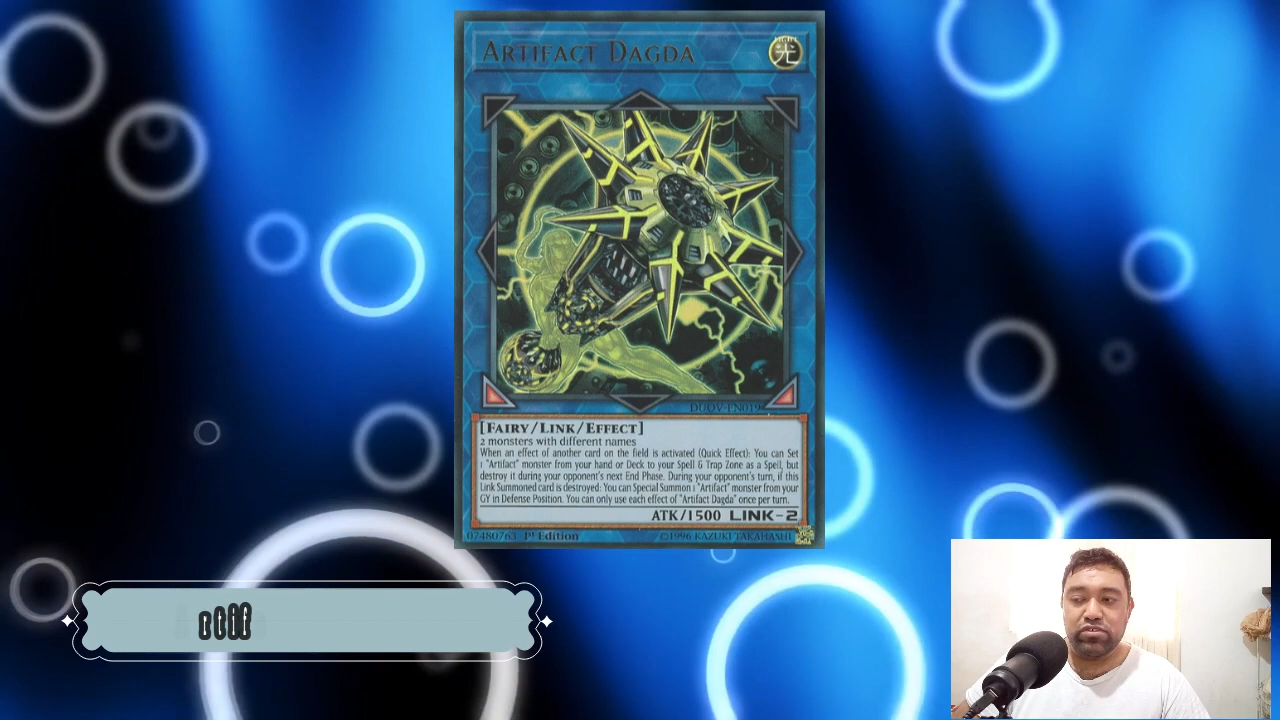 ARTIFACT DAGDA
LIGHT
光
DUOV-EN019
[FAIRY/LINK/EFFECT]
2 monsters with different names
When an effect of another card on the field is activated (Quick Effect): You can Set
1 "Artifact" monster from your hand or Deck to your Spell & Trap Zone as a Spell, but
destroy it during your opponent's next End Phase. During your opponent's turn, if this
Link Summoned card is destroyed: You can Special Summon 1 "Artifact" monster from your
GY in Defense Position. You can only use each effect of "Artifact Dagda" once per turn.
ATK/1500 LINK-2
07480763 1st Edition
©1996 KAZUKI TAKAHASHI